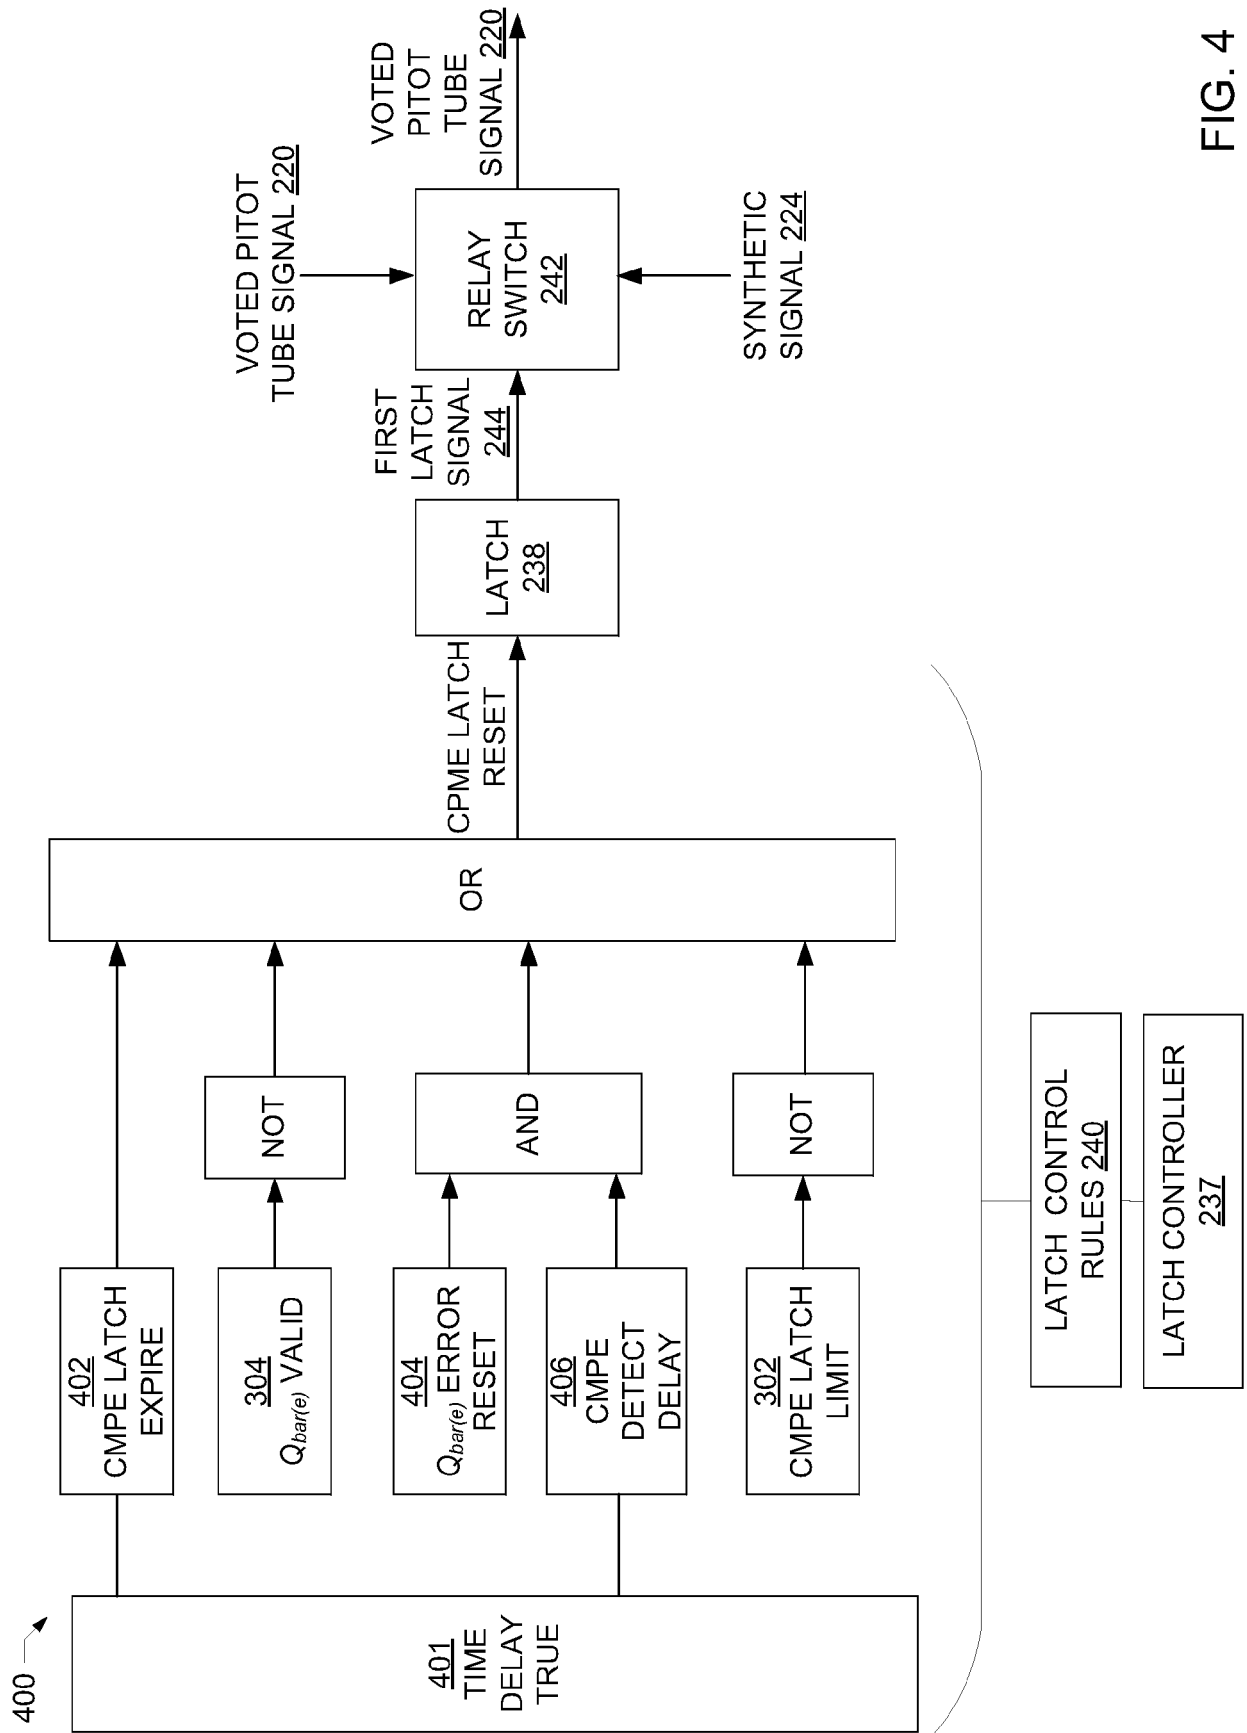 400
401 TIME
DELAY
TRUE
402
CMPE LATCH
EXPIRE
304
Qbar(e) VALID
404
Qbar(e) ERROR
RESET
406
CMPE
DETECT
DELAY
302
CMPE LATCH
LIMIT
NOT
AND
NOT
OR
CPME LATCH
RESET
LATCH
238
FIRST
LATCH
SIGNAL
244
VOTED PITOT
TUBE SIGNAL 220
RELAY
SWITCH
242
SYNTHETIC
SIGNAL 224
VOTED
PITOT
TUBE
SIGNAL 220
LATCH CONTROL
RULES 240
LATCH CONTROLLER
237
FIG. 4